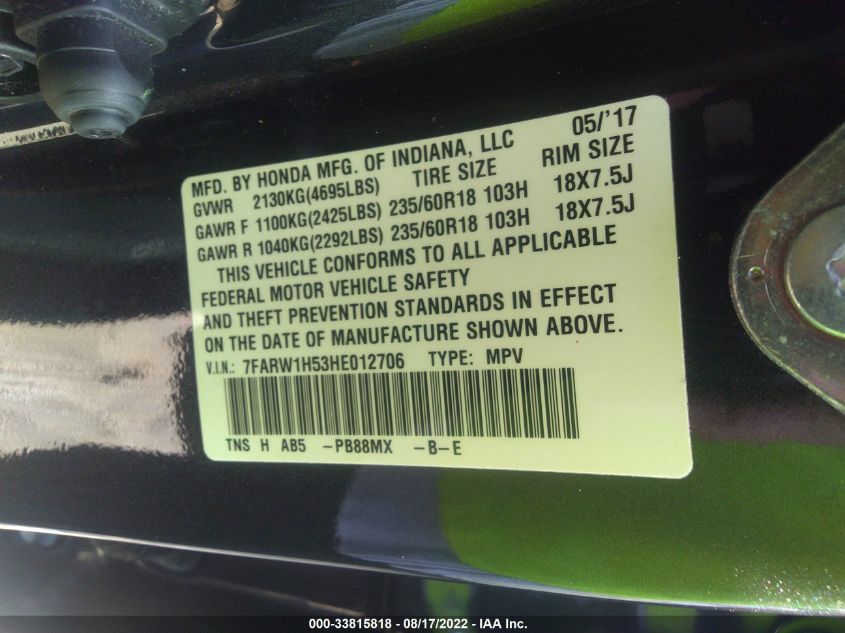 MFD. BY HONDA MFG. OF INDIANA, LLC 05/'17
GVWR 2130KG(4695LBS) TIRE SIZE RIM SIZE
GAWR F 1100KG(2425LBS) 235/60R18 103H 18X7.5J
GAWR R 1040KG(2292LBS) 235/60R18 103H 18X7.5J
THIS VEHICLE CONFORMS TO ALL APPLICABLE
FEDERAL MOTOR VEHICLE SAFETY
AND THEFT PREVENTION STANDARDS IN EFFECT
ON THE DATE OF MANUFACTURE SHOWN ABOVE.
V.I.N.: 7FARW1H53HE012706 TYPE: MPV
TNS H AB5 -PB88MX -B-E
000-33815818 - 08/17/2022 - IAA Inc.